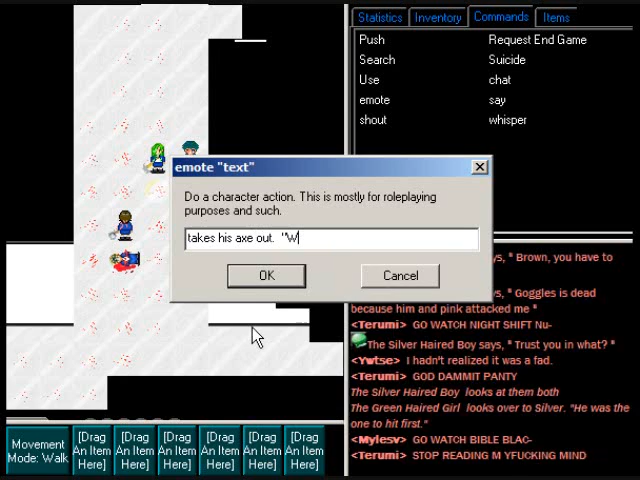 Statistics Inventory Commands Items
Push Request End Game
Search Suicide
Use chat
emote say
shout whisper
emote "text"
Do a character action. This is mostly for roleplaying
purposes and such.
takes his axe out.  "W
OK Cancel
ys, " Brown, you have to
ys, " Goggles is dead
because him and pink attacked me "
<Terumi> GO WATCH NIGHT SHIFT Nu-
The Silver Haired Boy says, " Trust you in what? "
<Ywtse> I hadn't realized it was a fad.
<Terumi> GOD DAMMIT PANTY
The Silver Haired Boy  looks at them both
The Green Haired Girl  looks over to Silver. "He was the
one to hit first."
<Mylesv> GO WATCH BIBLE BLAC-
<Terumi> STOP READING M YFUCKING MIND
Movement
Mode: Walk
[Drag
An Item
Here]
[Drag
An Item
Here]
[Drag
An Item
Here]
[Drag
An Item
Here]
[Drag
An Item
Here]
[Drag
An Item
Here]